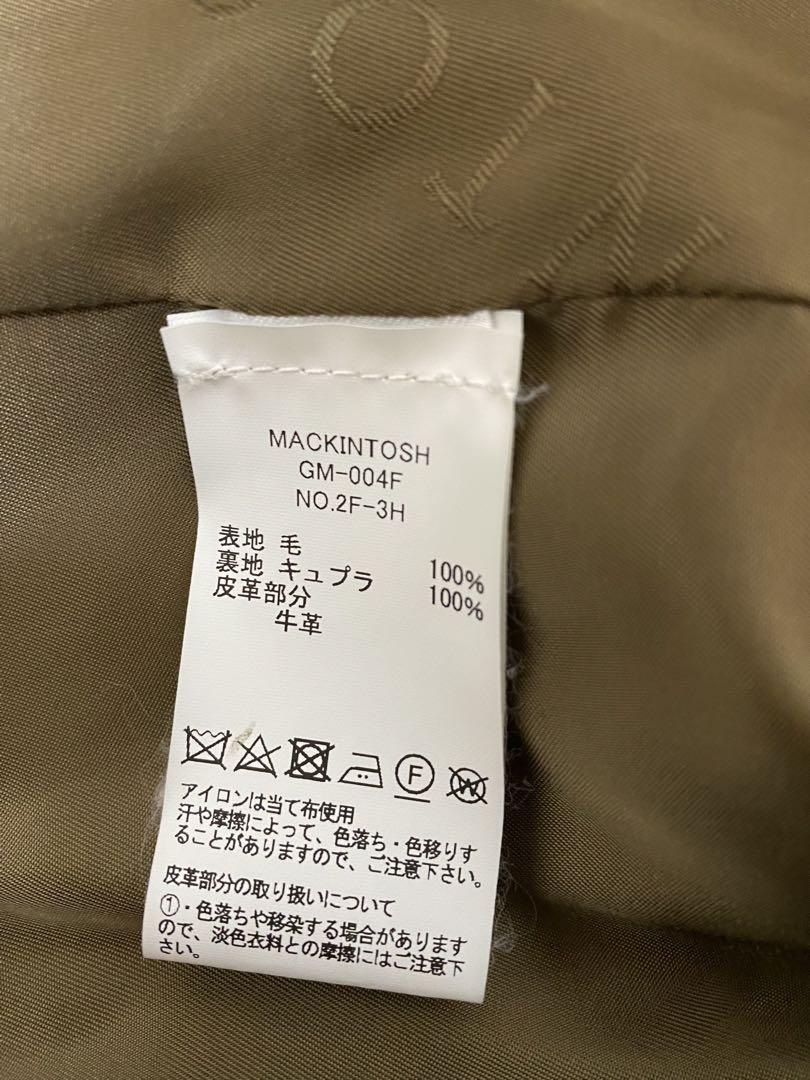 OTM
MACKINTOSH
GM-004F
NO.2F-3H
表地 毛 100%
裏地 キュプラ 100%
皮革部分
牛革
F
W
アイロンは当て布使用
汗や摩擦によって、色落ち・色移りす
ることがありますので、ご注意下さい。
皮革部分の取り扱いについて
①・色落ちや移染する場合があります
ので、淡色衣料との摩擦にはご注意下
さい。